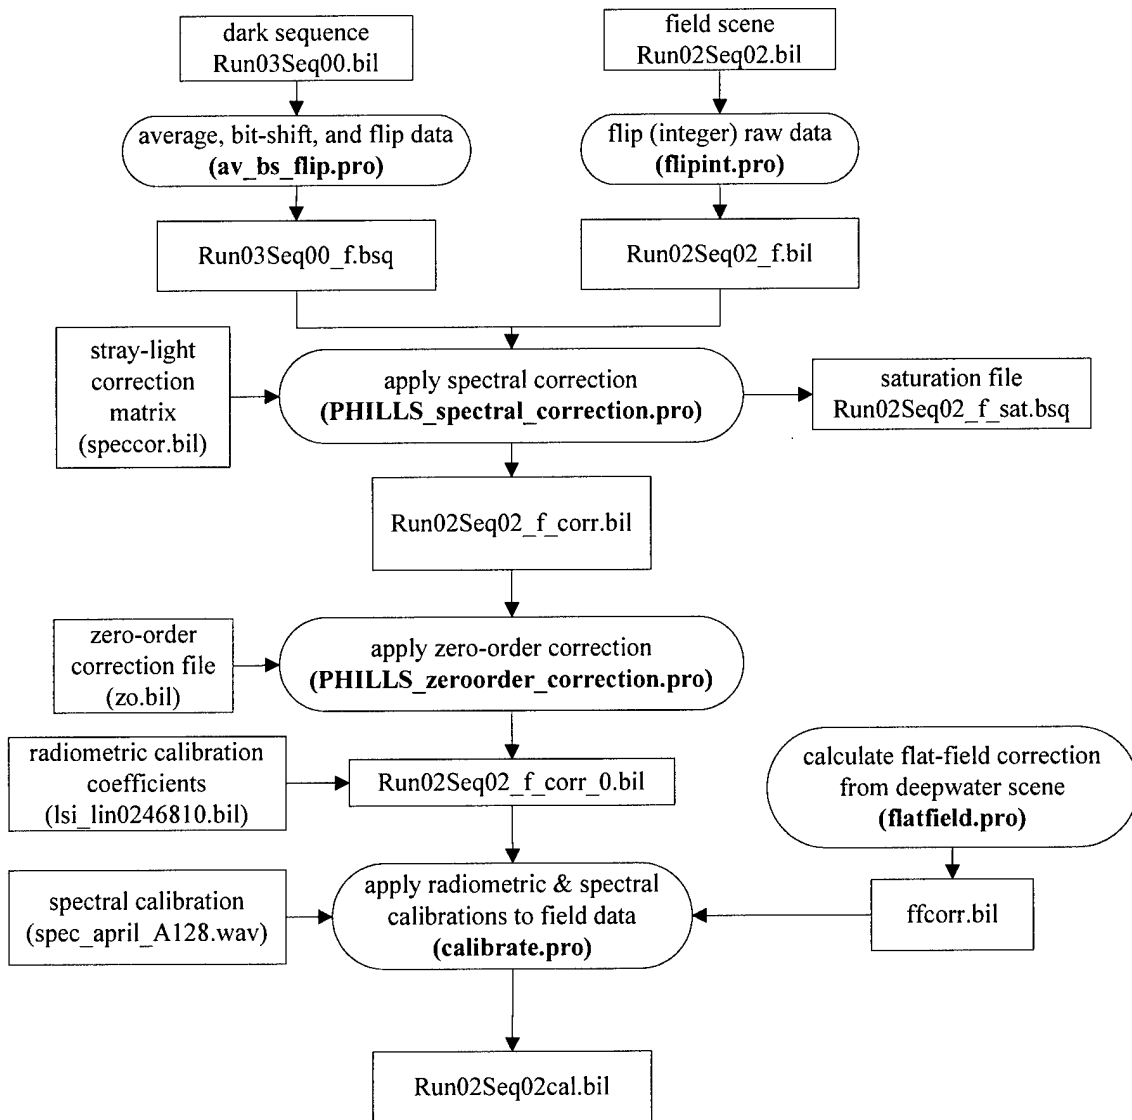 dark sequence
Run03Seq00.bil
field scene
Run02Seq02.bil
average, bit-shift, and flip data
(av_bs_flip.pro)
flip (integer) raw data
(flipint.pro)
Run03Seq00_f.bsq
Run02Seq02_f.bil
stray-light
correction
matrix
(speccor.bil)
apply spectral correction
(PHILLS_spectral_correction.pro)
saturation file
Run02Seq02_f_sat.bsq
Run02Seq02_f_corr.bil
zero-order
correction file
(zo.bil)
apply zero-order correction
(PHILLS_zeroorder_correction.pro)
radiometric calibration
coefficients
(lsi_lin0246810.bil)
Run02Seq02_f_corr_0.bil
calculate flat-field correction
from deepwater scene
(flatfield.pro)
spectral calibration
(spec_april_A128.wav)
apply radiometric & spectral
calibrations to field data
(calibrate.pro)
ffcorr.bil
Run02Seq02cal.bil